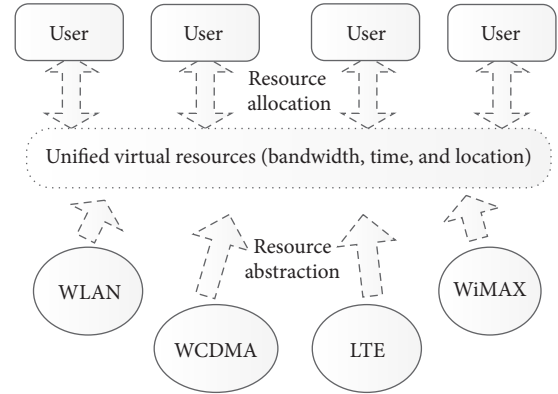 User
User
User
User
Resource
allocation
Unified virtual resources (bandwidth, time, and location)
Resource
abstraction
WLAN
WiMAX
WCDMA
LTE